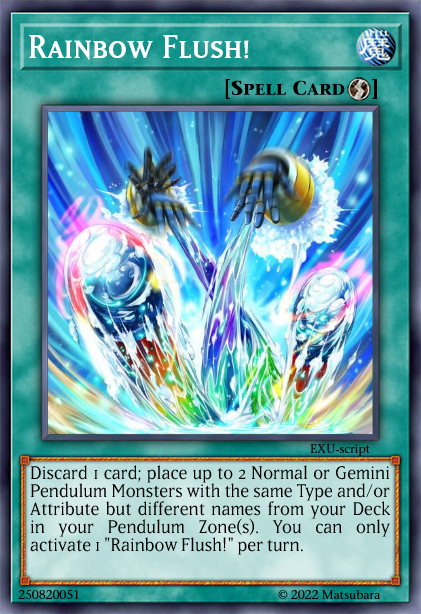 Rainbow Flush!
魔
[Spell Card]
EXU-script
Discard 1 card; place up to 2 Normal or Gemini
Pendulum Monsters with the same Type and/or
Attribute but different names from your Deck
in your Pendulum Zone(s). You can only
activate 1 "Rainbow Flush!" per turn.
250820051
© 2022 Matsubara